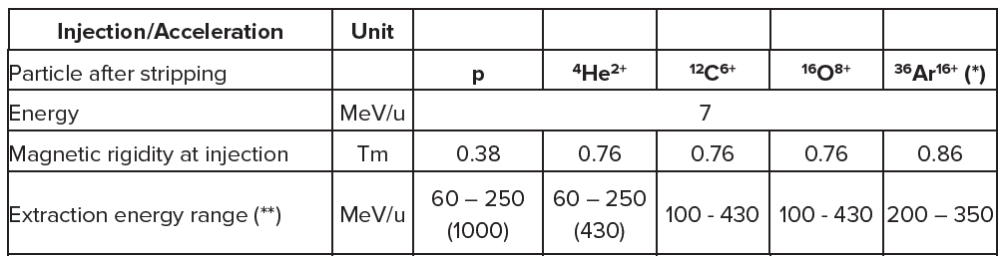 Injection/Acceleration Unit
Particle after stripping p ⁴He²⁺ ¹²C⁶⁺ ¹⁶O⁸⁺ ³⁶Ar¹⁶⁺ (*)
Energy MeV/u 7
Magnetic rigidity at injection Tm 0.38 0.76 0.76 0.76 0.86
Extraction energy range (**) MeV/u 60 – 250 (1000) 60 – 250 (430) 100 - 430 100 - 430 200 – 350